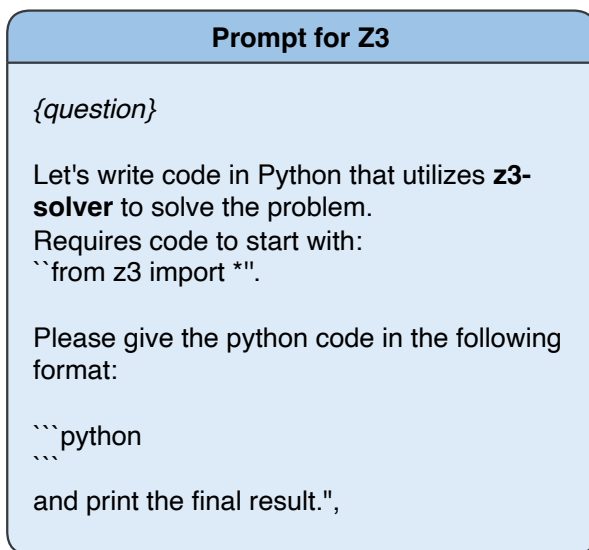 Prompt for Z3
{question}
Let's write code in Python that utilizes z3-
solver to solve the problem.
Requires code to start with:
``from z3 import *".
Please give the python code in the following
format:
```python
```
and print the final result.",